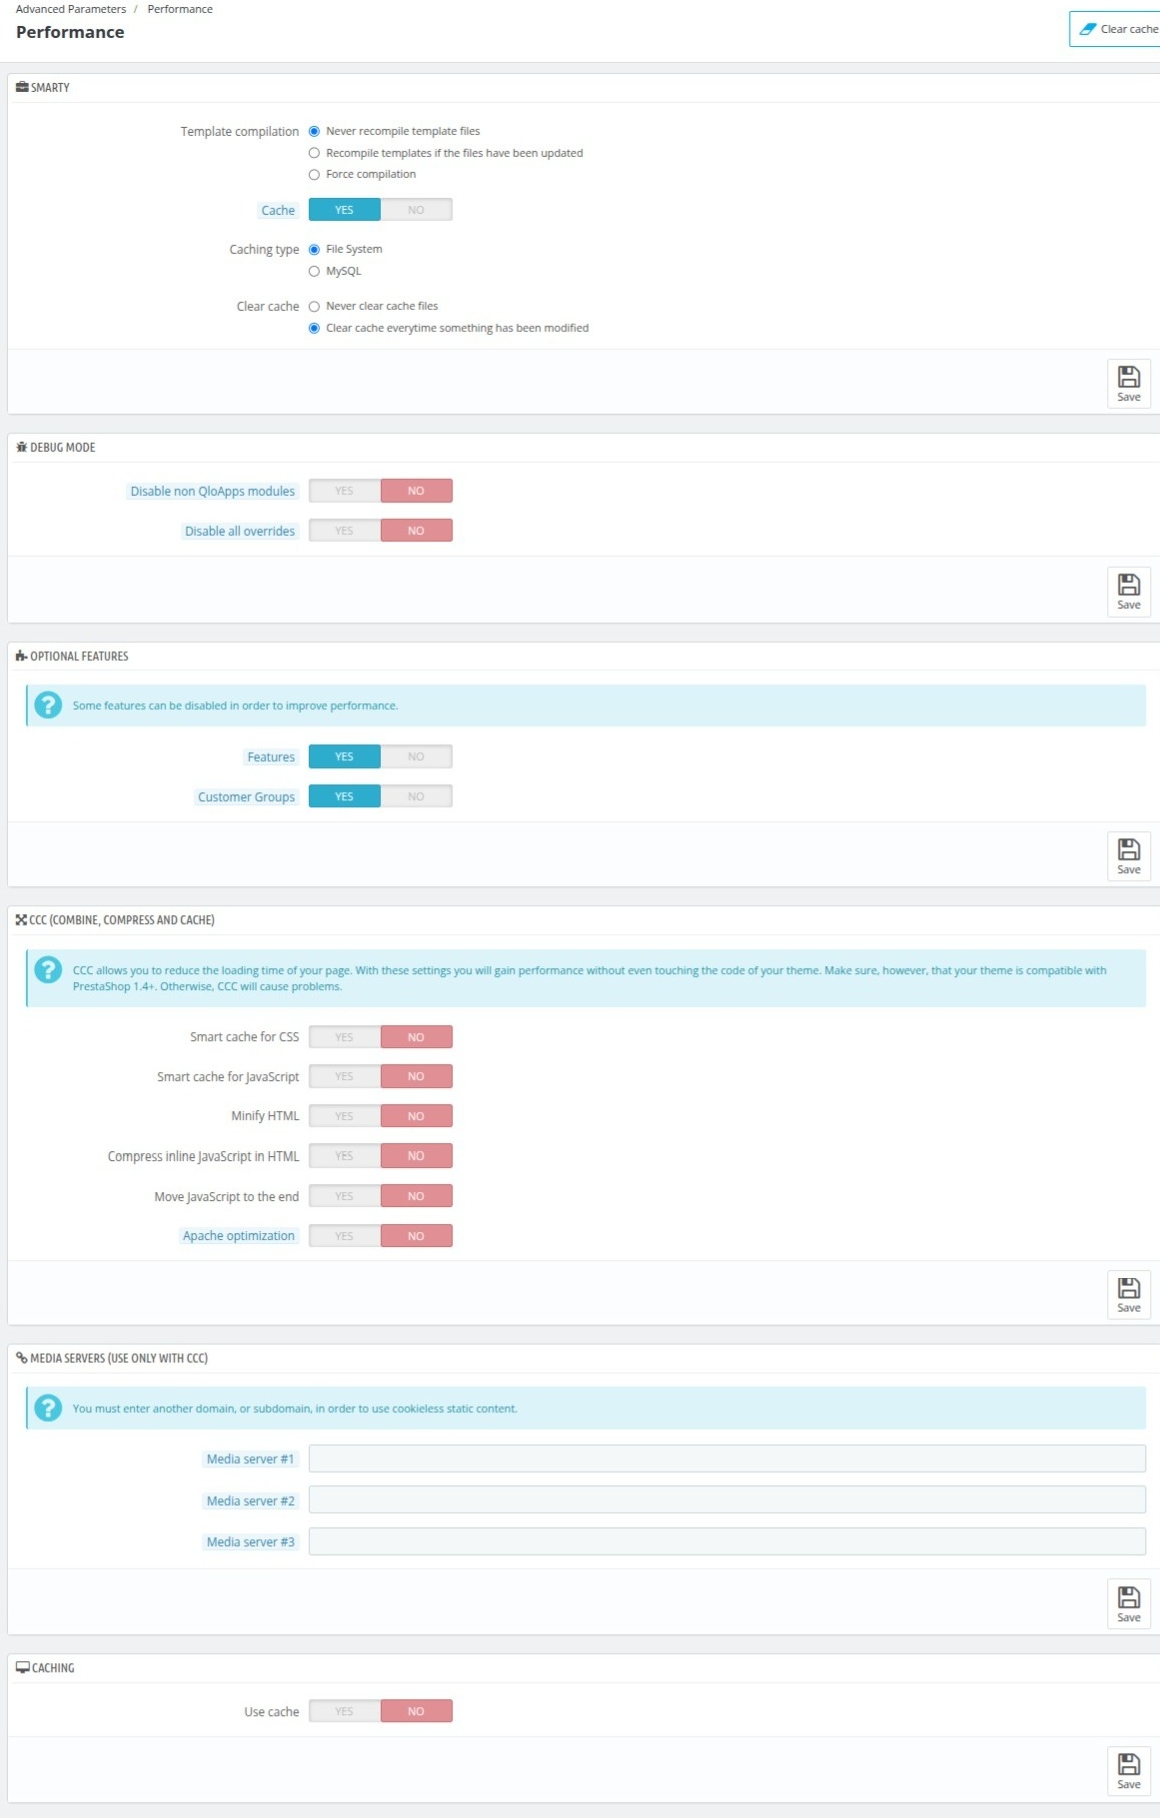 Advanced Parameters / Performance
Performance
Clear cache
SMARTY
Template compilation Never recompile template files
Recompile templates if the files have been updated
Force compilation
Cache YES NO
Caching type File System
MySQL
Clear cache Never clear cache files
Clear cache everytime something has been modified
Save
DEBUG MODE
Disable non QloApps modules YES NO
Disable all overrides YES NO
Save
OPTIONAL FEATURES
Some features can be disabled in order to improve performance.
Features YES NO
Customer Groups YES NO
Save
CCC (COMBINE, COMPRESS AND CACHE)
CCC allows you to reduce the loading time of your page. With these settings you will gain performance without even touching the code of your theme. Make sure, however, that your theme is compatible with
PrestaShop 1.4+. Otherwise, CCC will cause problems.
Smart cache for CSS YES NO
Smart cache for JavaScript YES NO
Minify HTML YES NO
Compress inline JavaScript in HTML YES NO
Move JavaScript to the end YES NO
Apache optimization YES NO
Save
MEDIA SERVERS (USE ONLY WITH CCC)
You must enter another domain, or subdomain, in order to use cookieless static content.
Media server #1
Media server #2
Media server #3
Save
CACHING
Use cache YES NO
Save